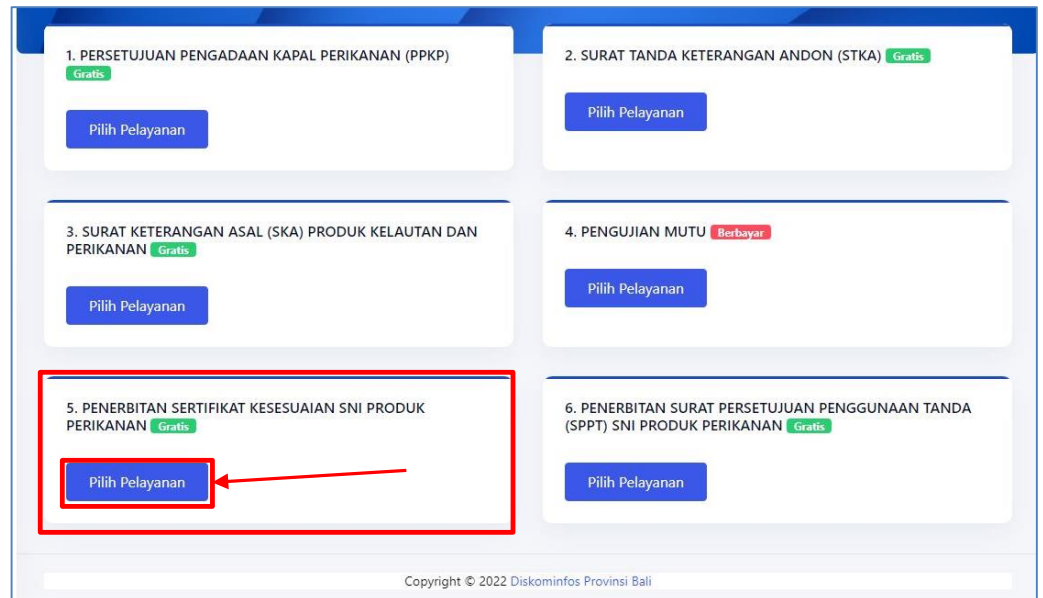 1. PERSETUJUAN PENGADAAN KAPAL PERIKANAN (PPKP)
Gratis
Pilih Pelayanan
2. SURAT TANDA KETERANGAN ANDON (STKA) Gratis
Pilih Pelayanan
3. SURAT KETERANGAN ASAL (SKA) PRODUK KELAUTAN DAN
PERIKANAN Gratis
Pilih Pelayanan
4. PENGUJIAN MUTU Berbayar
Pilih Pelayanan
5. PENERBITAN SERTIFIKAT KESESUAIAN SNI PRODUK
PERIKANAN Gratis
Pilih Pelayanan
6. PENERBITAN SURAT PERSETUJUAN PENGGUNAAN TANDA
(SPPT) SNI PRODUK PERIKANAN Gratis
Pilih Pelayanan
Copyright © 2022 Diskominfos Provinsi Bali